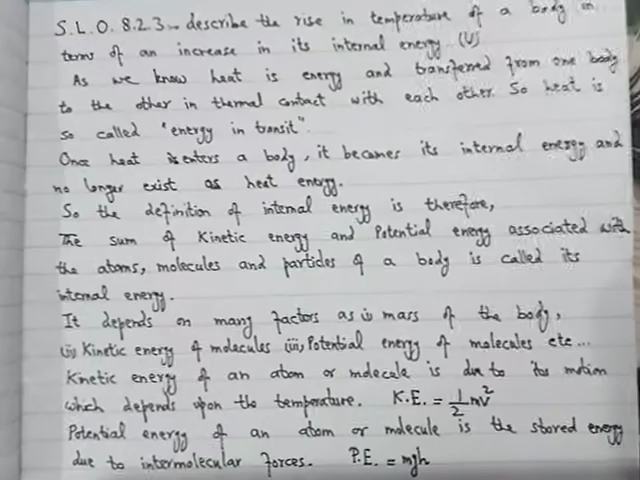 S.L.O. 8.2.3 - describe the rise in temperature of a body in
terms of an increase in its internal energy (U)
As we know heat is energy and transferred from one body
to the other in thermal contact with each other. So heat is
so called "energy in transit".
Once heat is enters a body, it becomes its internal energy and
no longer exist as heat energy.
So the definition of internal energy is therefore,
The sum of Kinetic energy and Potential energy associated with
the atoms, molecules and particles of a body is called its
internal energy.
It depends on many factors as (i) mass of the body,
(ii) Kinetic energy of molecules (iii) Potential energy of molecules etc...
Kinetic energy of an atom or molecule is due to its motion
which depends upon the temperature. K.E. = 1/2 mv²
Potential energy of an atom or molecule is the stored energy
due to intermolecular forces. P.E. = mgh